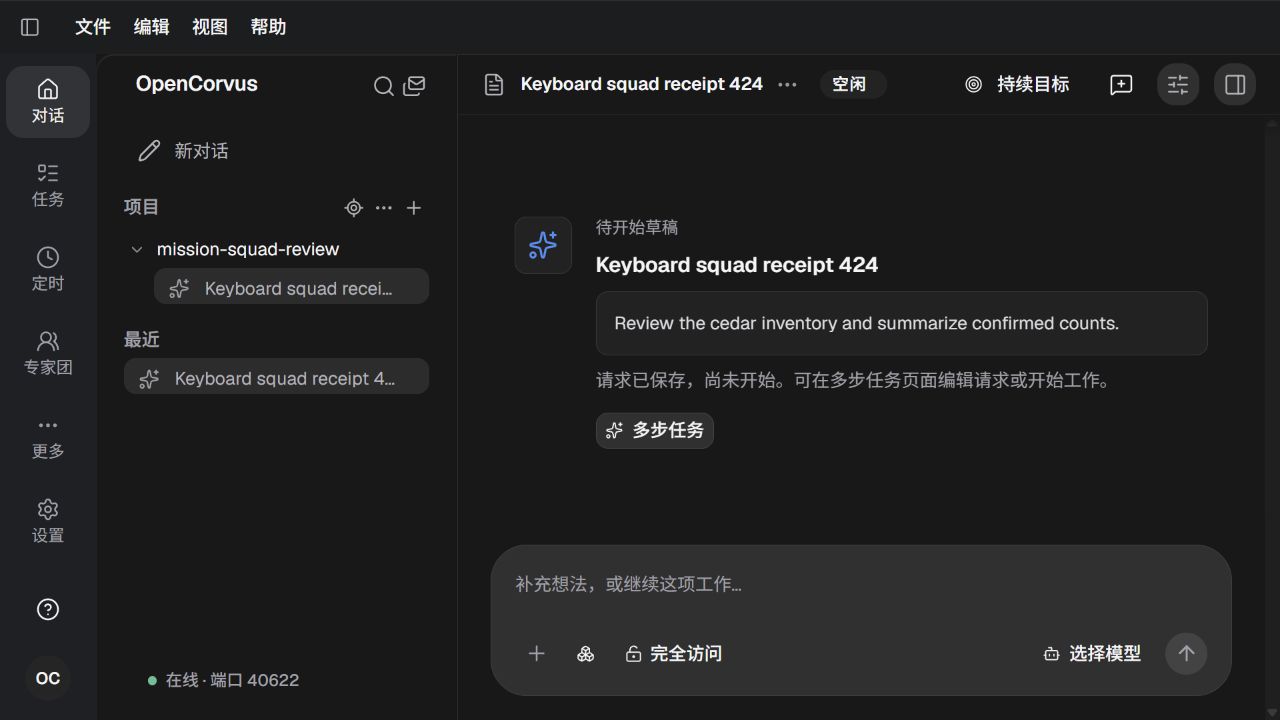 文件 编辑 视图 帮助
对话
任务
定时
专家团
更多
设置
OC
OpenCorvus
新对话
项目
mission-squad-review
Keyboard squad recei...
最近
Keyboard squad receipt 4...
在线 · 端口 40622
Keyboard squad receipt 424 空闲 持续目标
待开始草稿
Keyboard squad receipt 424
Review the cedar inventory and summarize confirmed counts.
请求已保存，尚未开始。可在多步任务页面编辑请求或开始工作。
多步任务
补充想法，或继续这项工作...
完全访问 选择模型